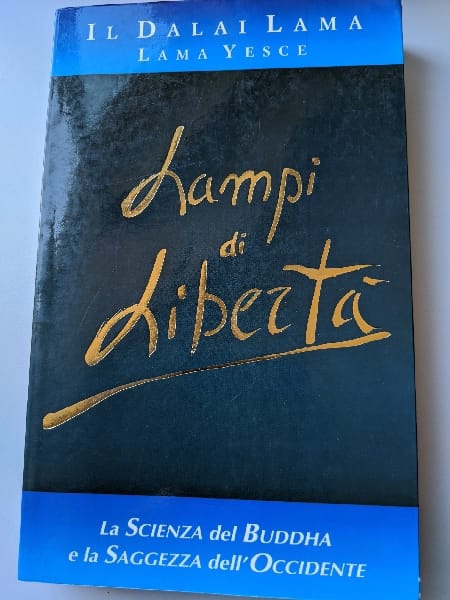 IL DALAI LAMA
LAMA YESCE
Lampi
di
Libertà
La SCIENZA del BUDDHA
e la SAGGEZZA dell'OCCIDENTE